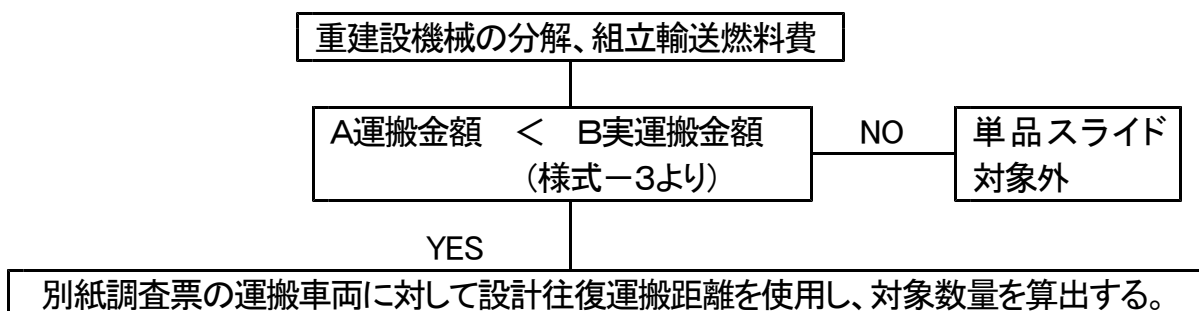 重建設機械の分解、組立輸送燃料費
A運搬金額 < B実運搬金額
(様式-3より)
NO
単品スライド
対象外
YES
別紙調査票の運搬車両に対して設計往復運搬距離を使用し、対象数量を算出する。